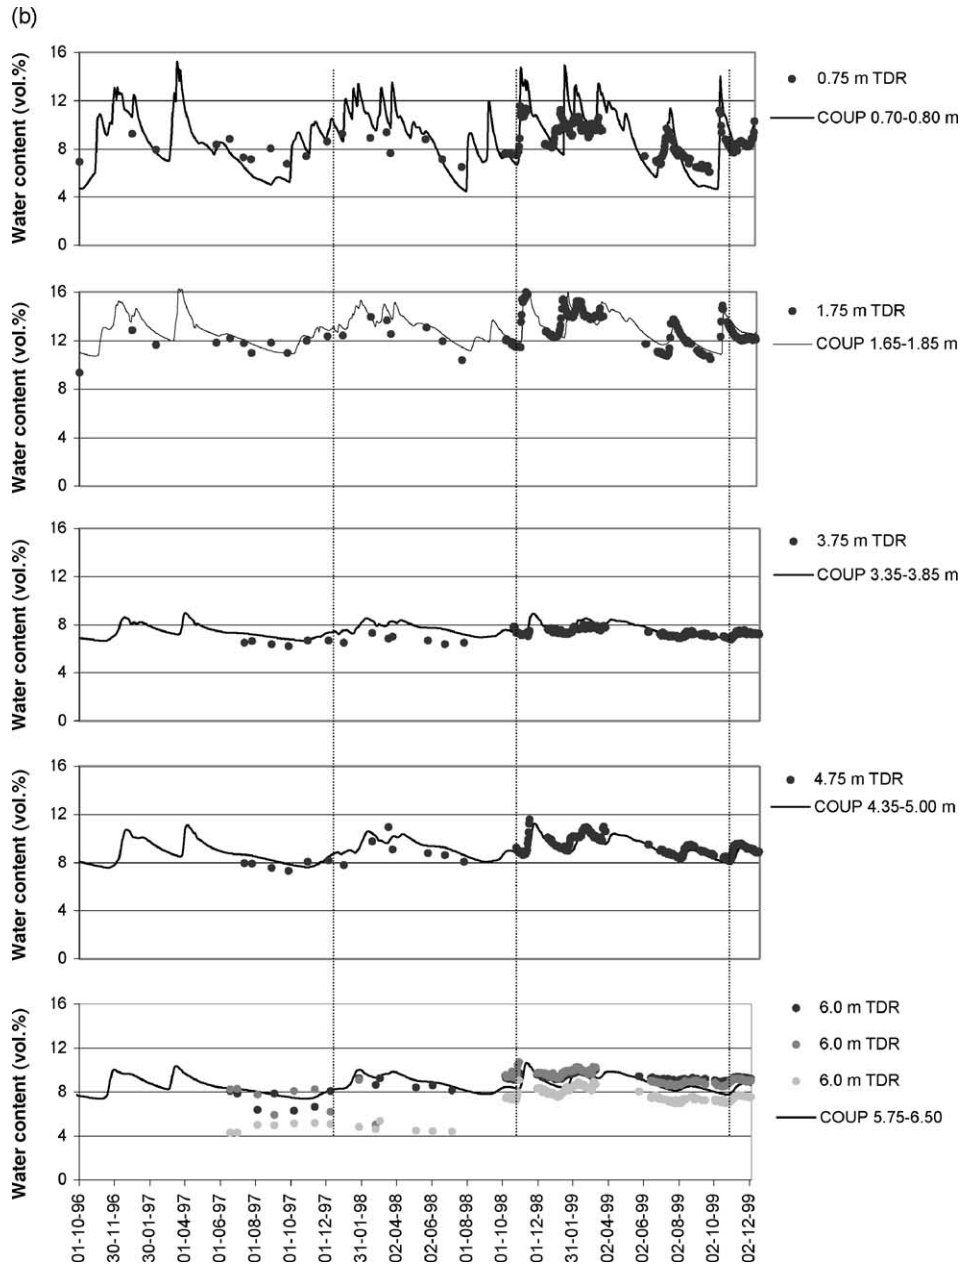 (b)
Water content (vol.%)
16
12
8
4
0
0.75 m TDR
COUP 0.70-0.80 m
Water content (vol.%)
16
12
8
4
0
1.75 m TDR
COUP 1.65-1.85 m
Water content (vol.%)
16
12
8
4
0
3.75 m TDR
COUP 3.35-3.85 m
Water content (vol.%)
16
12
8
4
0
4.75 m TDR
COUP 4.35-5.00 m
Water content (vol.%)
16
12
8
4
0
6.0 m TDR
6.0 m TDR
6.0 m TDR
COUP 5.75-6.50
01-10-96
30-11-96
30-01-97
01-04-97
01-06-97
01-08-97
01-10-97
01-12-97
31-01-98
02-04-98
02-06-98
02-08-98
01-10-98
01-12-98
31-01-99
02-04-99
02-06-99
02-08-99
02-10-99
02-12-99